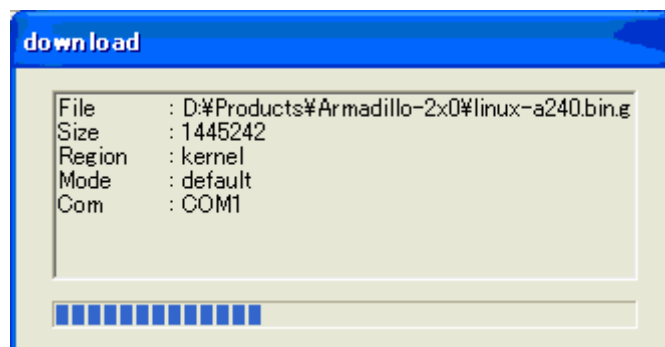 download
File : D:¥Products¥Armadillo-2x0¥linux-a240.bin.g
Size : 1445242
Region : kernel
Mode : default
Com : COM1